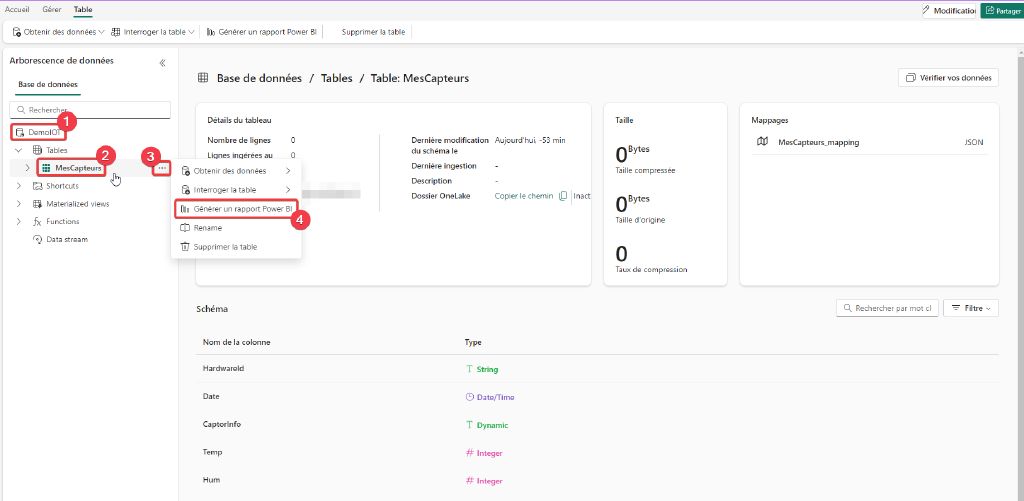 Accueil Gérer Table
Modification
Partager
Obtenir des données Interroger la table Générer un rapport Power BI Supprimer la table
Arborescence de données
Base de données
Rechercher
1
DemoIOT
Tables
2
MesCapteurs
3
...
Shortcuts
Materialized views
Functions
Data stream
Obtenir des données
Interroger la table
Générer un rapport Power BI
4
Rename
Supprimer la table
Base de données / Tables / Table: MesCapteurs
Vérifier vos données
Détails du tableau
Nombre de lignes 0
Lignes ingérées au 0
Dernière modification du schéma le Aujourd'hui, -53 min
Dernière ingestion -
Description -
Dossier OneLake Copier le chemin Inact
Taille
0 Bytes
Taille compressée
0 Bytes
Taille d'origine
0
Taux de compression
Mappages
MesCapteurs_mapping JSON
Schéma
Rechercher par mot cl
Filtre
Nom de la colonne Type
HardwareId String
Date Date/Time
CaptorInfo Dynamic
Temp Integer
Hum Integer